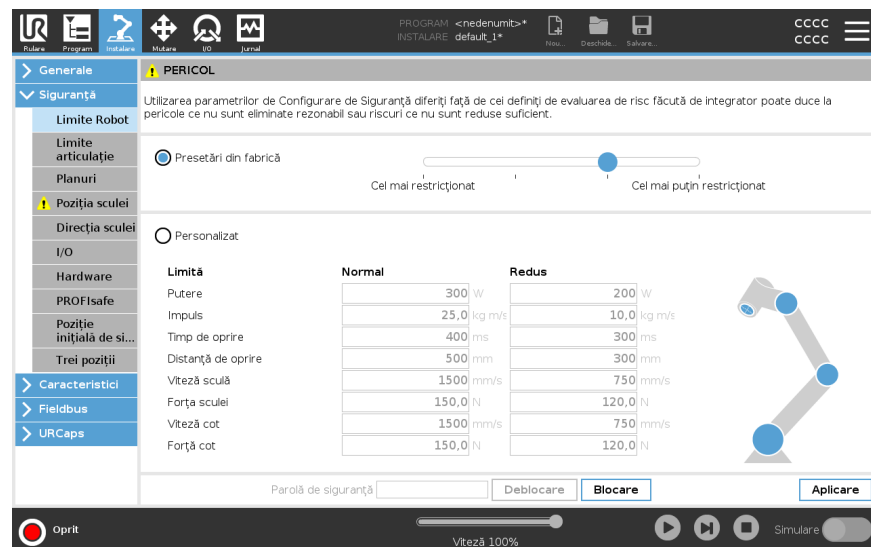 Rulare
Program
Instalare
Mutare
I/O
Jurnal
PROGRAM <nedenumit>*
INSTALARE default_1*
Nou...
Deschide...
Salvare...
CCCC
CCCC
Generale
Siguranță
Limite Robot
Limite
articulație
Planuri
Poziția sculei
Direcția sculei
I/O
Hardware
PROFIsafe
Poziție
inițială de si...
Trei poziții
Caracteristici
Fieldbus
URCaps
PERICOL
Utilizarea parametrilor de Configurare de Siguranță diferiți față de cei definiți de evaluarea de risc făcută de integrator poate duce la
pericole ce nu sunt eliminate rezonabil sau riscuri ce nu sunt reduse suficient.
Presetări din fabrică
Cel mai restricționat
Cel mai puțin restricționat
Personalizat
Limită Normal Redus
Putere 300 W 200 W
Impuls 25,0 kg m/s 10,0 kg m/s
Timp de oprire 400 ms 300 ms
Distanță de oprire 500 mm 300 mm
Viteză sculă 1500 mm/s 750 mm/s
Forța sculei 150,0 N 120,0 N
Viteză cot 1500 mm/s 750 mm/s
Forță cot 150,0 N 120,0 N
Parolă de siguranță Deblocare Blocare Aplicare
Oprit
Viteză 100%
Simulare